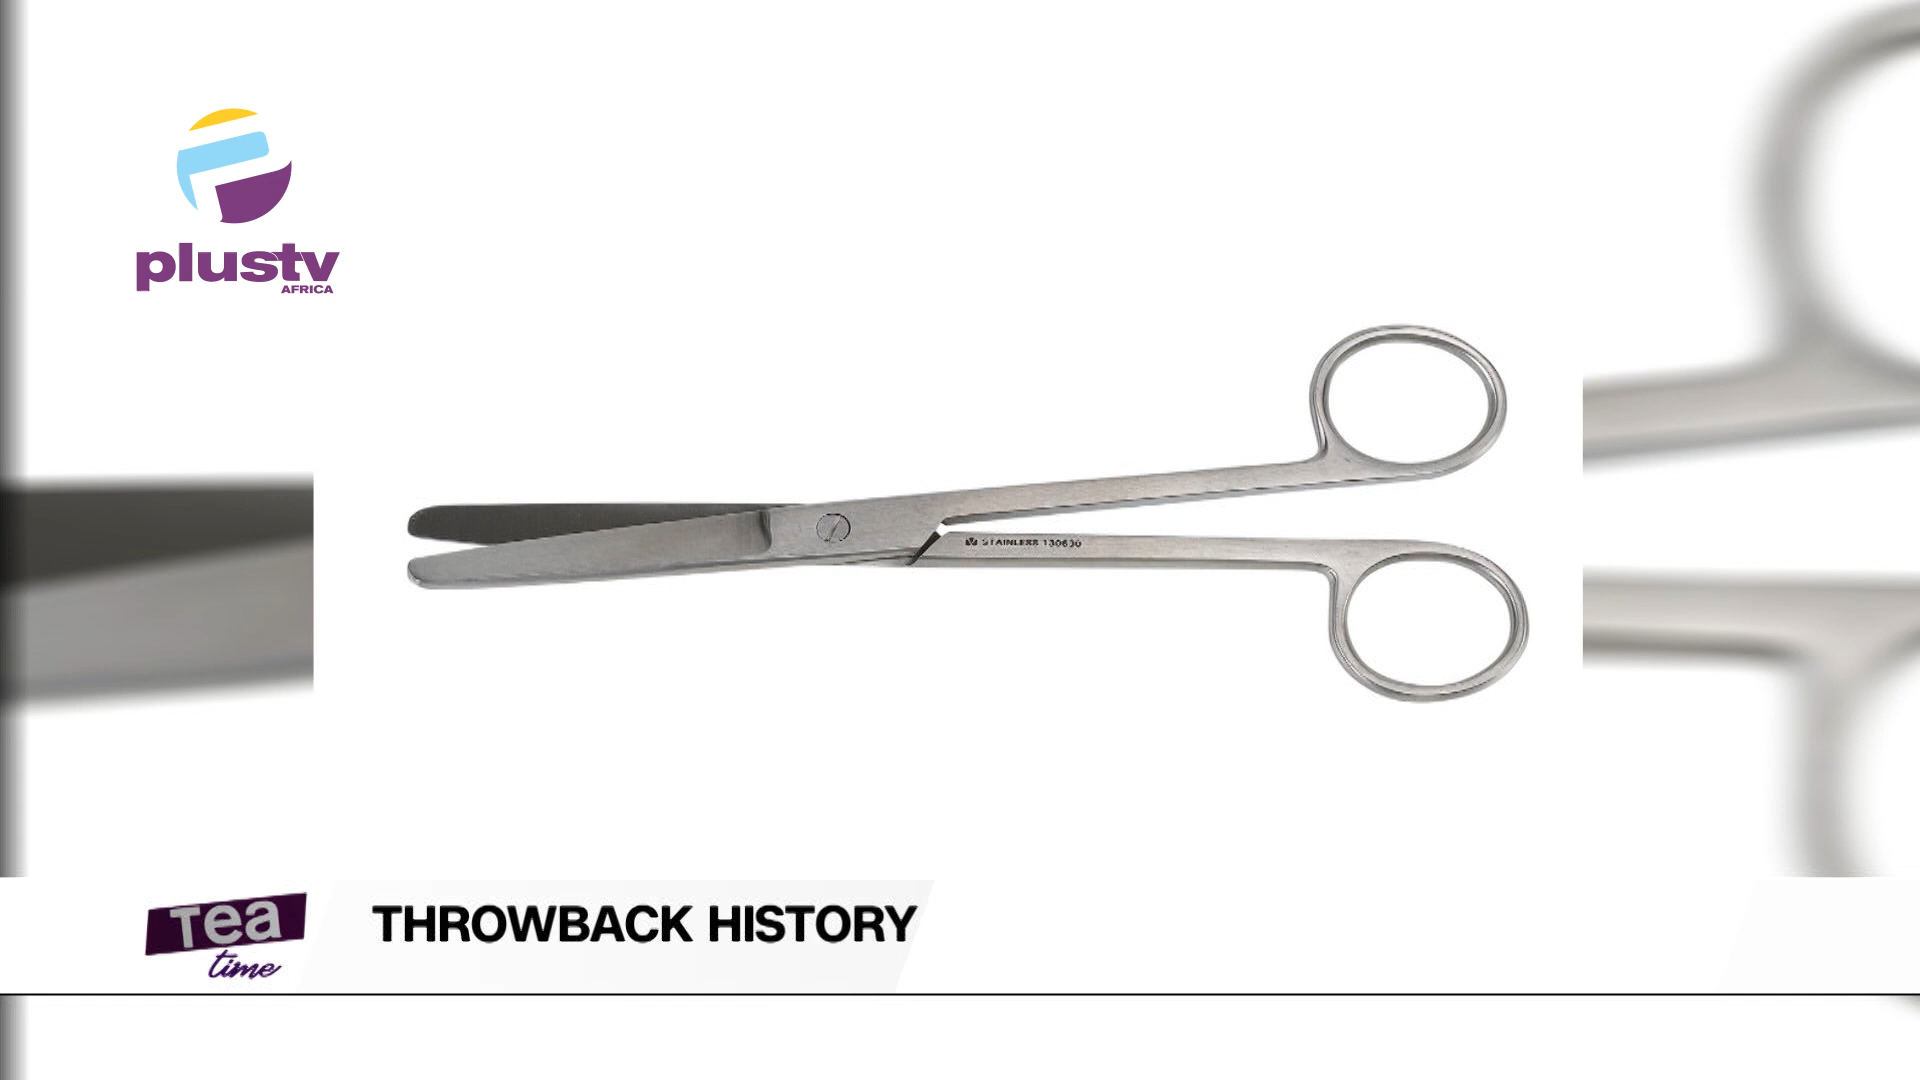 plustv
AFRICA
STAINLESS 130630
Tea
time
THROWBACK HISTORY